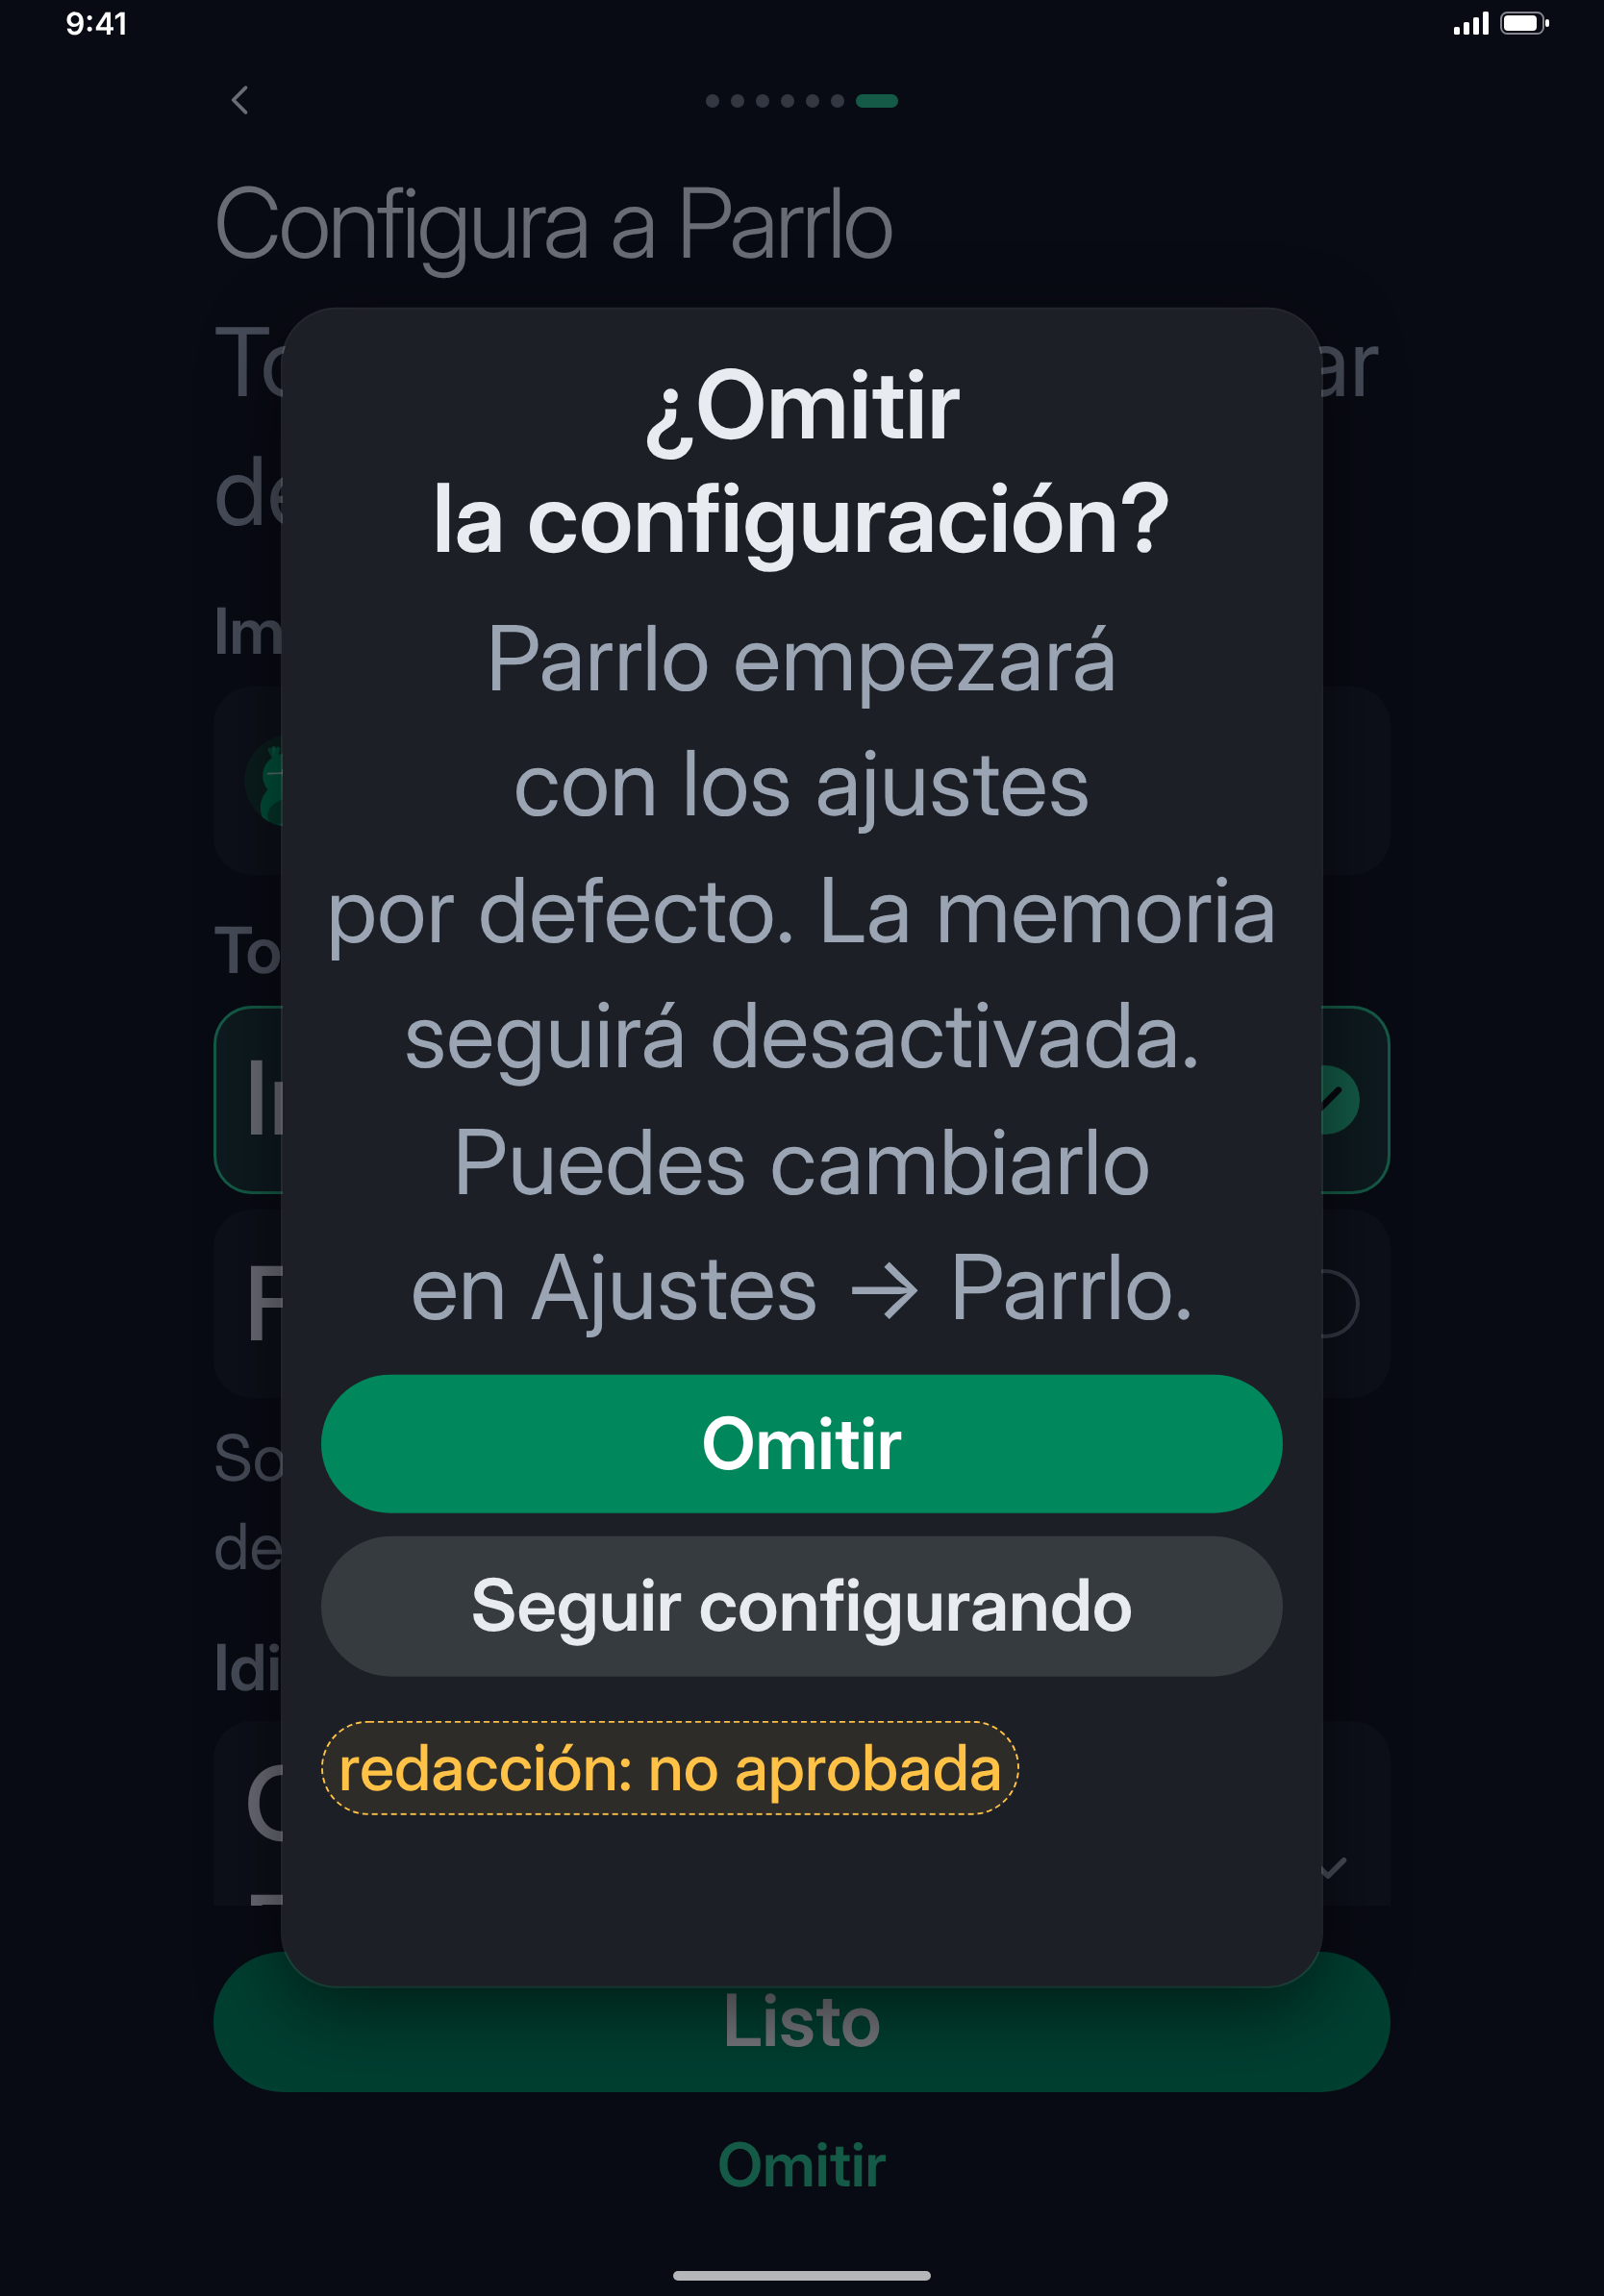 9:41
Configura a Parrlo
¿Omitir
la configuración?
Parrlo empezará
con los ajustes
por defecto. La memoria
seguirá desactivada.
Puedes cambiarlo
en Ajustes → Parrlo.
Omitir
Seguir configurando
redacción: no aprobada
Listo
Omitir